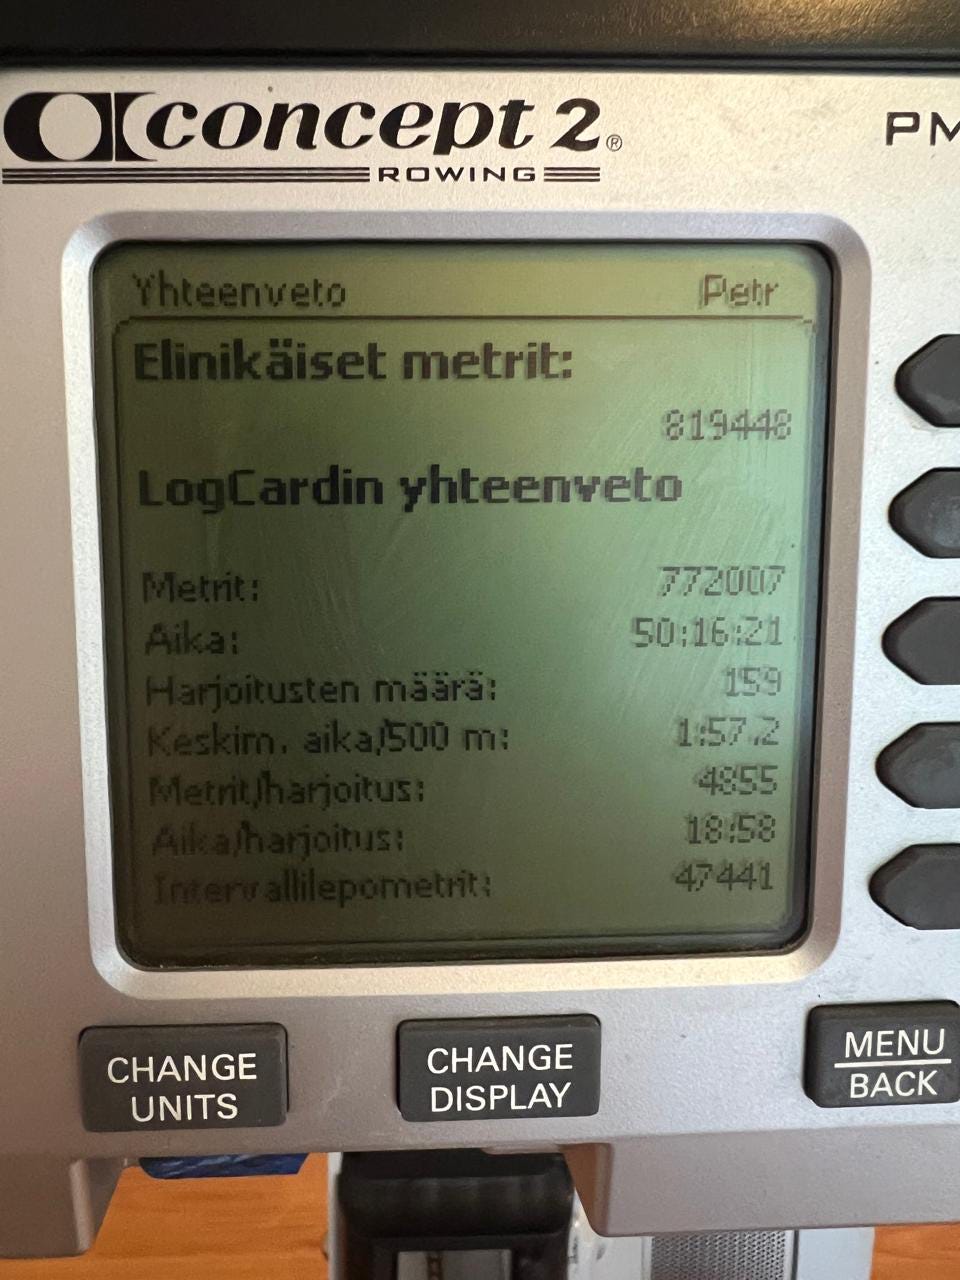 concept 2®
ROWING
PM
Yhteenveto Petr
Elinikäiset metrit:
819448
LogCardin yhteenveto
Metrit: 772007
Aika: 50:16:21
Harjoitusten määrä: 159
Keskim. aika/500 m: 1:57.2
Metrit/harjoitus: 4855
Aika/harjoitus: 18:58
Intervallilepometrit: 47441
CHANGE
UNITS
CHANGE
DISPLAY
MENU
BACK